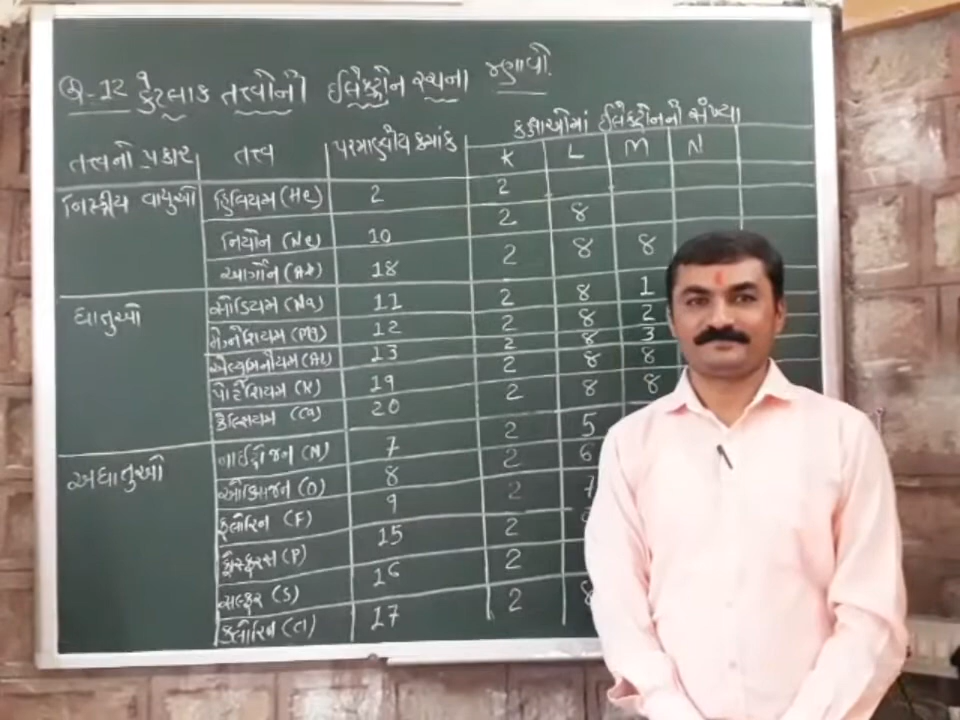 પ્ર-12 કેટલાક તત્ત્વોની ઈલેક્ટ્રોન રચના જણાવો.
તત્ત્વનો પ્રકાર તત્ત્વ પરમાણ્વીય ક્રમાંક કક્ષાઓમાં ઈલેક્ટ્રોનની સંખ્યા
K L M N
નિષ્ક્રીય વાયુઓ હિલિયમ (He) 2 2
નિયોન (Ne) 10 2 8
આર્ગોન (Ar) 18 2 8 8
ધાતુઓ સોડિયમ (Na) 11 2 8 1
મેગ્નેશિયમ (Mg) 12 2 8 2
એલ્યુમિનીયમ (Al) 13 2 8 3
પોટેશિયમ (K) 19 2 8 8
કેલ્સિયમ (Ca) 20 2 8 8
અધાતુઓ નાઈટ્રોજન (N) 7 2 5
ઓક્સિજન (O) 8 2 6
ફ્લોરિન (F) 9 2 7
ફોસ્ફરસ (P) 15 2
સલ્ફર (S) 16 2
ક્લોરિન (Cl) 17 2 8